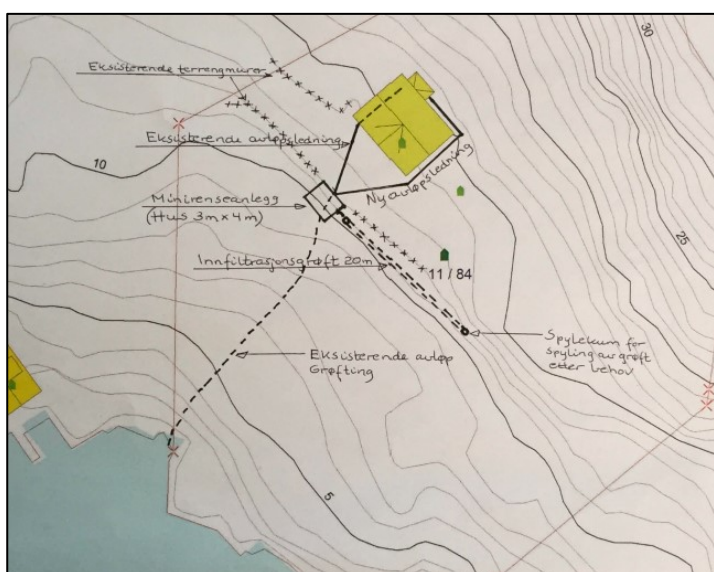 30
Eksisterende terrengmurer
Eksisterende avløpsledning
10
Ny avløpsledning
Minirenseanlegg
(Hus 3m x 4m)
25
Innfiltrasjonsgrøft 20m
11 / 84
Spylekum for
spyling av grøft
etter behov
Eksisterende avløp
Grøfting
5